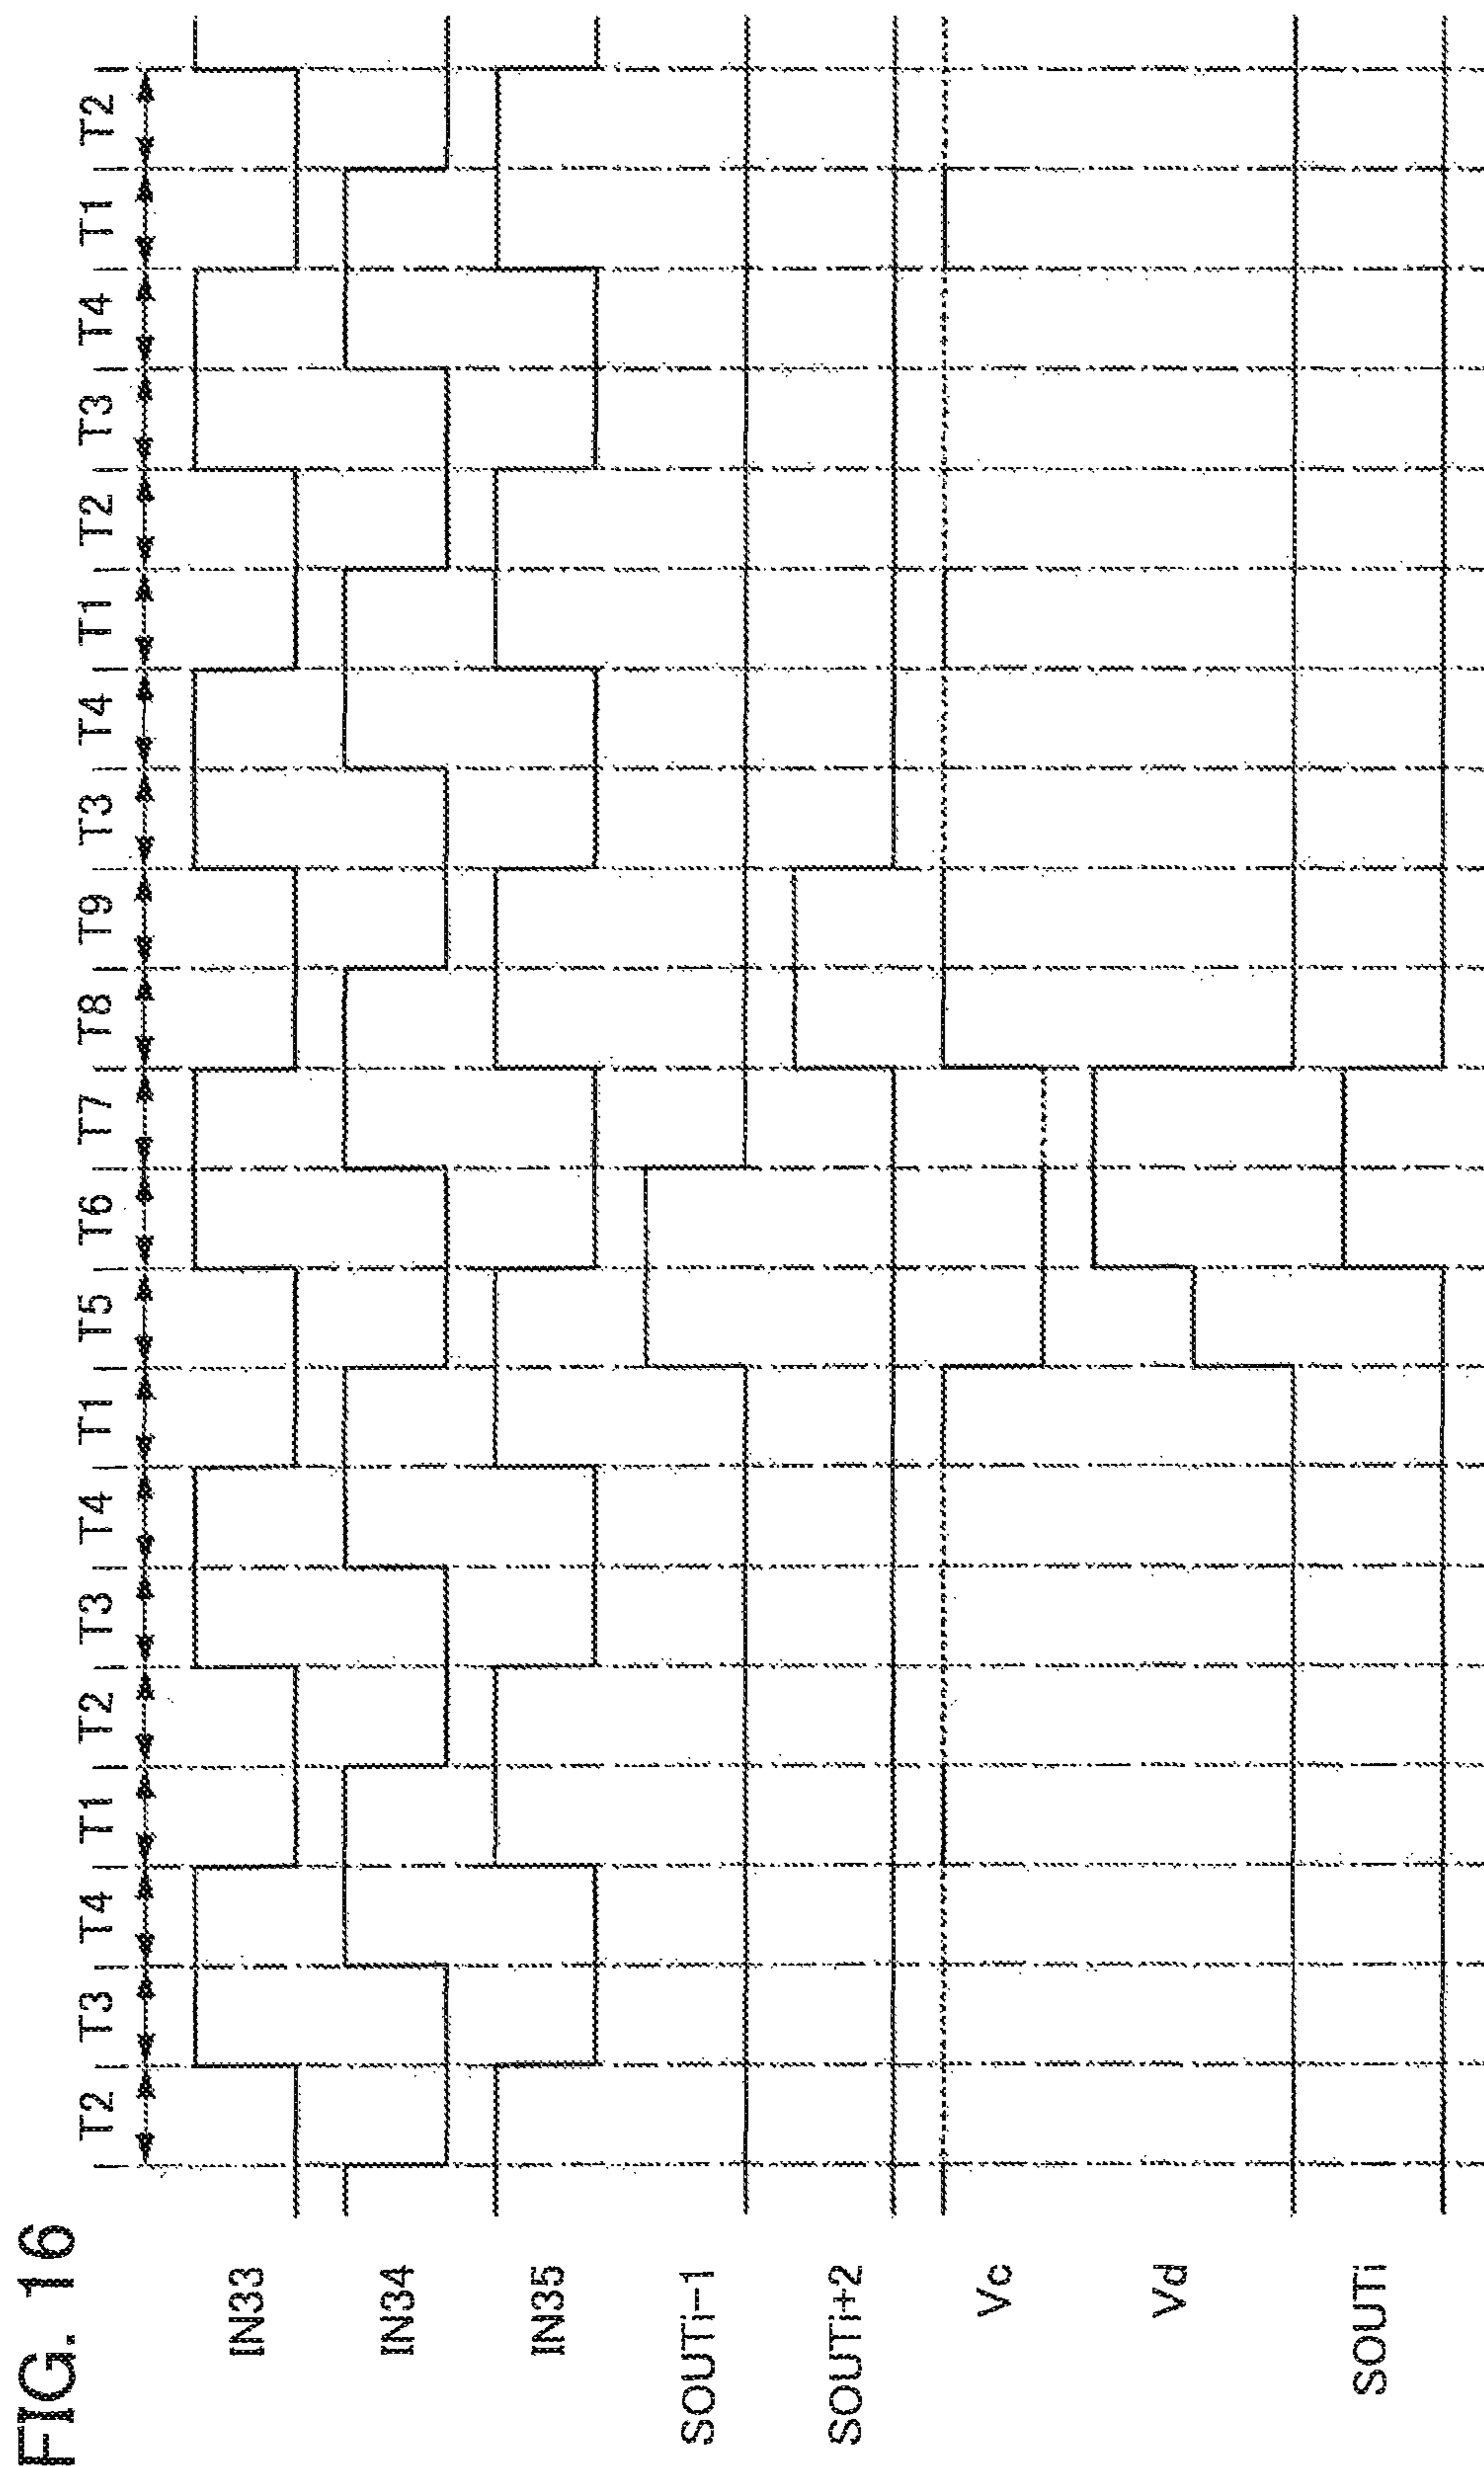 FIG. 16
T2 T3 T4 T1 T2 T3 T4 T1 T5 T6 T7 T8 T9 T3 T4 T1 T2 T3 T4 T1 T2
IN33
IN34
IN35
SOUTi-1
SOUTi+2
Vc
Vd
SOUTi